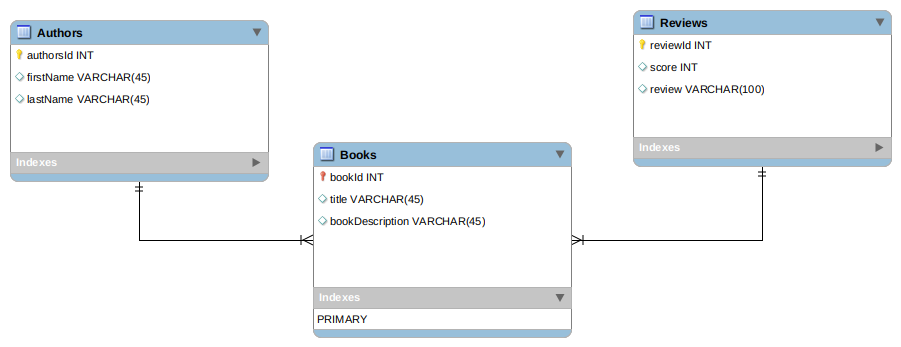 Authors
authorsId INT
firstName VARCHAR(45)
lastName VARCHAR(45)
Indexes
Books
bookId INT
title VARCHAR(45)
bookDescription VARCHAR(45)
Indexes
PRIMARY
Reviews
reviewId INT
score INT
review VARCHAR(100)
Indexes